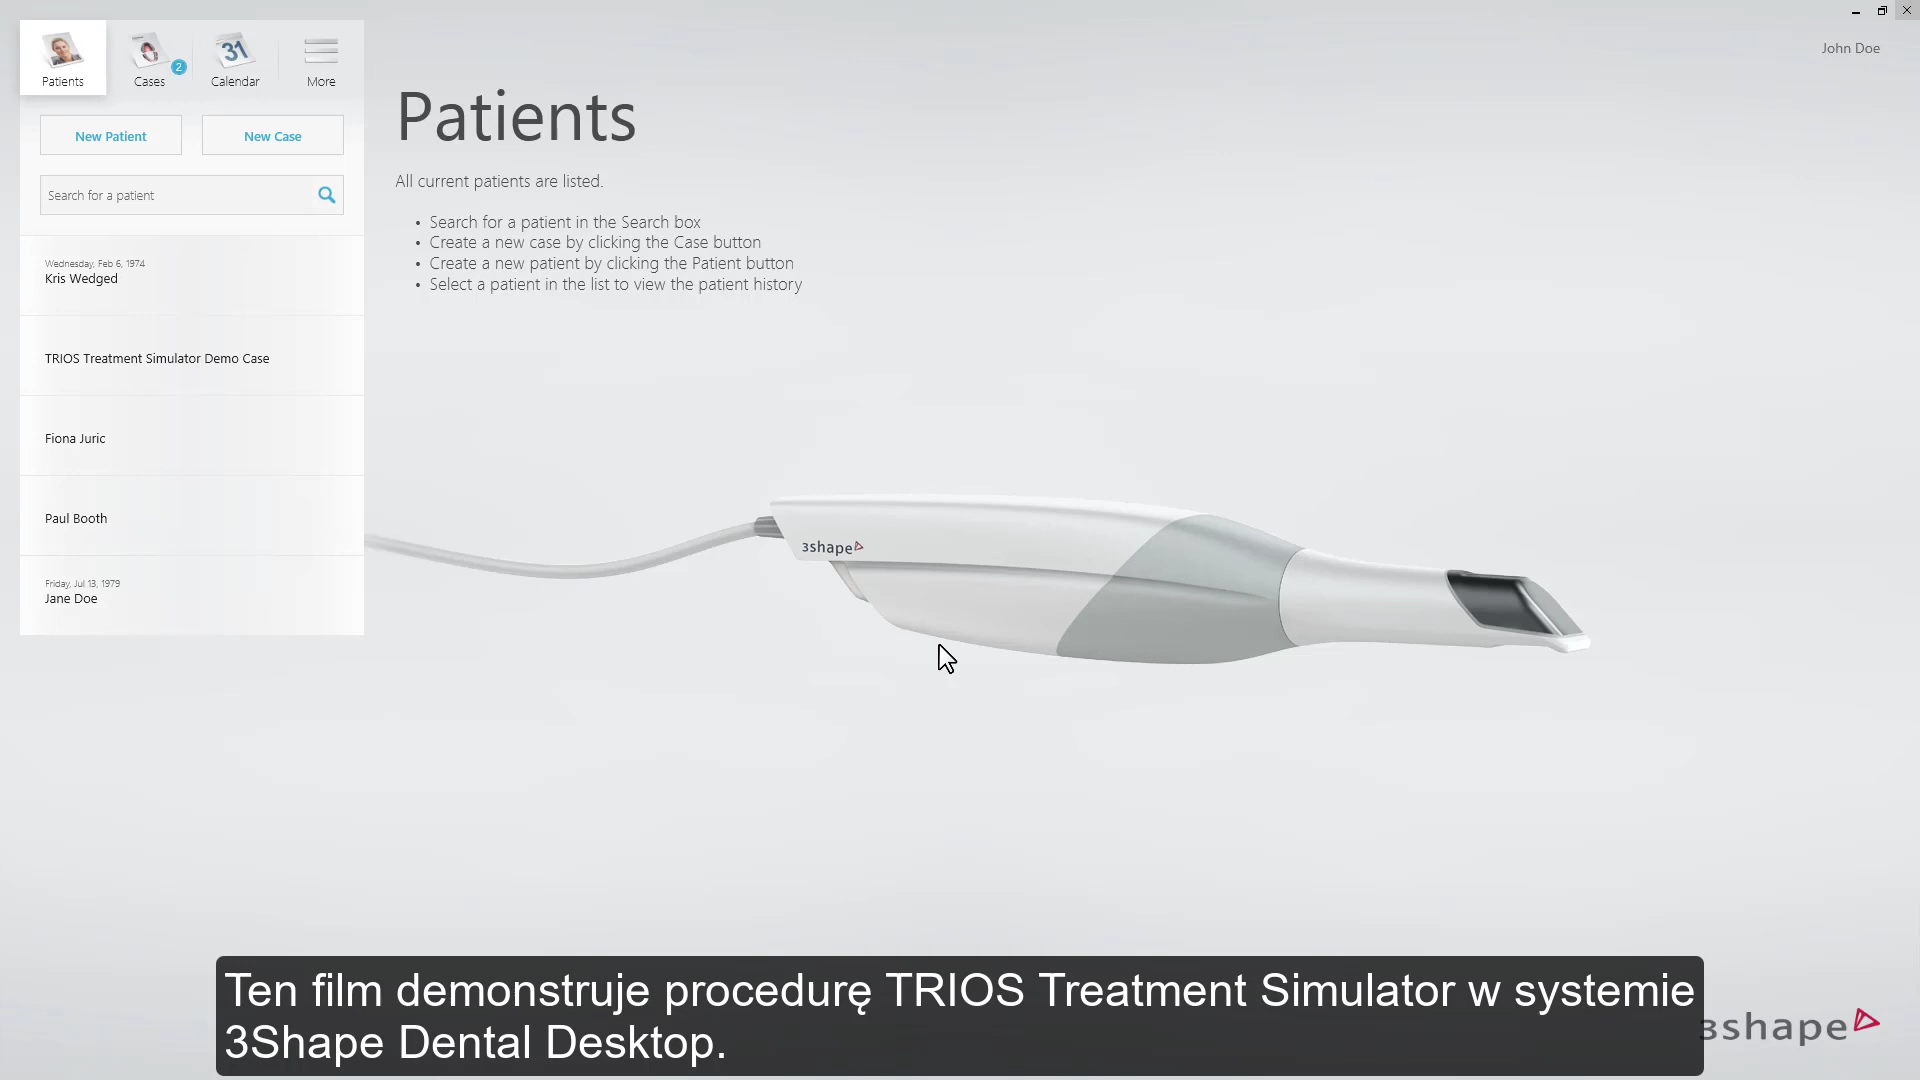 Patients
Cases
2
31
Calendar
More
John Doe
New Patient
New Case
Search for a patient
Wednesday, Feb 6, 1974
Kris Wedged
TRIOS Treatment Simulator Demo Case
Fiona Juric
Paul Booth
Friday, Jul 13, 1979
Jane Doe
Patients
All current patients are listed.
• Search for a patient in the Search box
• Create a new case by clicking the Case button
• Create a new patient by clicking the Patient button
• Select a patient in the list to view the patient history
3shape
Ten film demonstruje procedurę TRIOS Treatment Simulator w systemie
3Shape Dental Desktop.
3shape